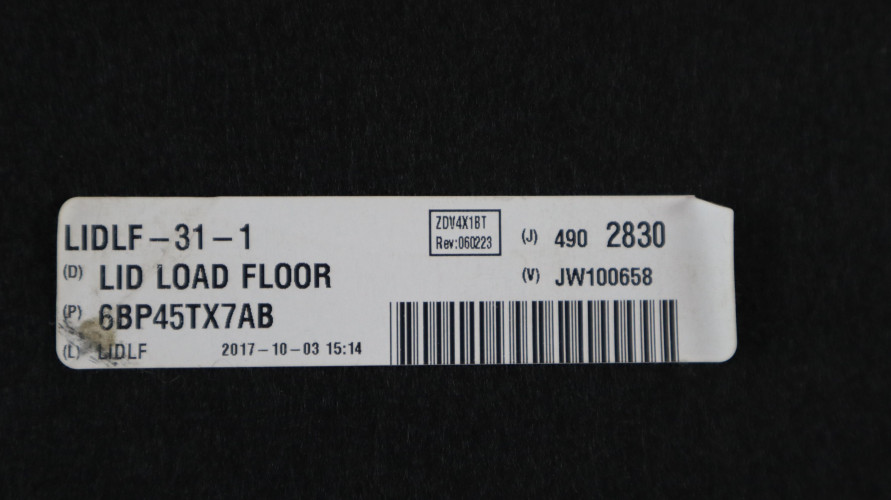 LIDLF-31-1
ZDV4X1BT
Rev:060223
(J) 490 2830
(D) LID LOAD FLOOR
(V) JW100658
(P) 6BP45TX7AB
(L) LIDLF 2017-10-03 15:14